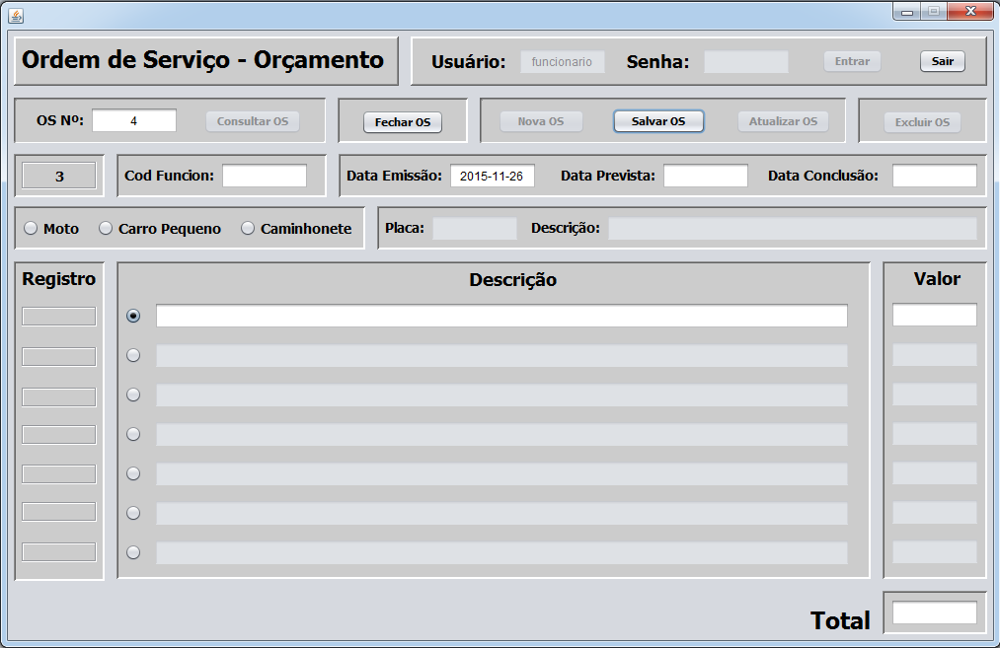 Ordem de Serviço - Orçamento Usuário: funcionario Senha: Entrar Sair
OS Nº: 4 Consultar OS Fechar OS Nova OS Salvar OS Atualizar OS Excluir OS
3 Cod Funcion: Data Emissão: 2015-11-26 Data Prevista: Data Conclusão:
Moto Carro Pequeno Caminhonete Placa: Descrição:
Registro Descrição Valor
Total